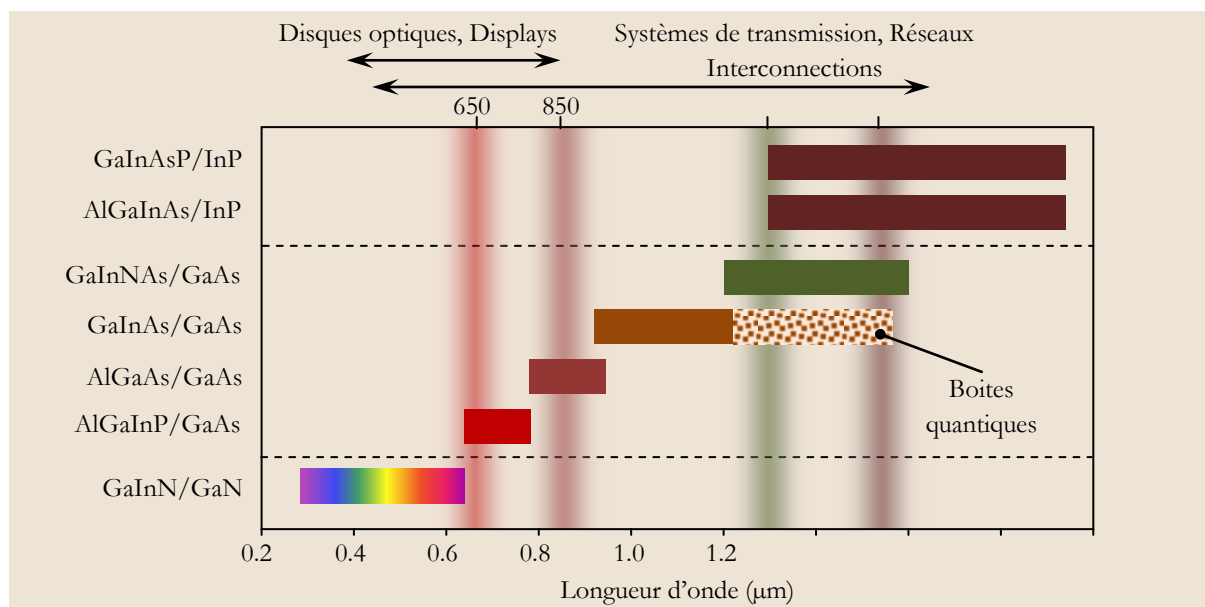 Disques optiques, Displays
Systèmes de transmission, Réseaux
Interconnections
650
850
GaInAsP/InP
AlGaInAs/InP
GaInNAs/GaAs
GaInAs/GaAs
AlGaAs/GaAs
Boites
quantiques
AlGaInP/GaAs
GaInN/GaN
0.2
0.4
0.6
0.8
1.0
1.2
Longueur d'onde (μm)